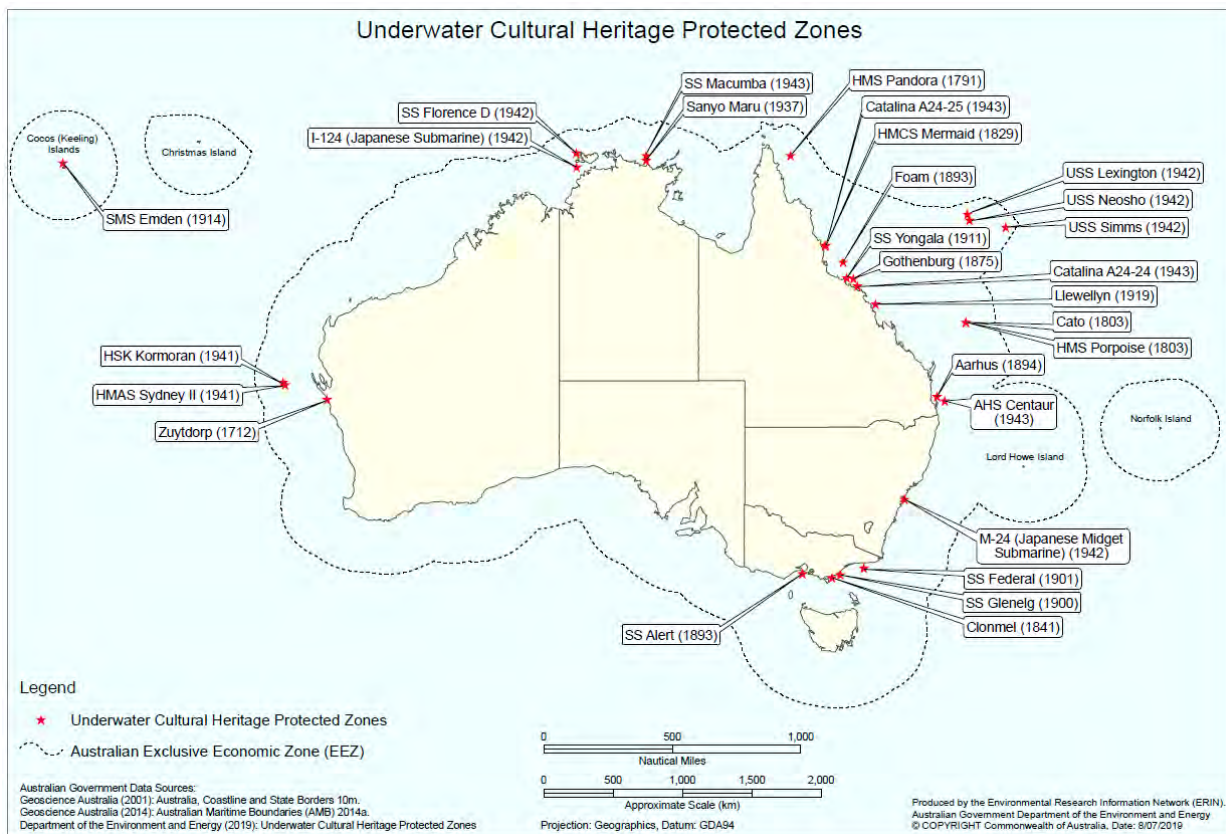 Underwater Cultural Heritage Protected Zones
SS Macumba (1943)
HMS Pandora (1791)
SS Florence D (1942)
Sanyo Maru (1937)
Catalina A24-25 (1943)
I-124 (Japanese Submarine) (1942)
HMCS Mermaid (1829)
Cocos (Keeling)
Islands
Christmas Island
Foam (1893)
USS Lexington (1942)
USS Neosho (1942)
SMS Emden (1914)
USS Simms (1942)
SS Yongala (1911)
Gothenburg (1875)
Catalina A24-24 (1943)
Llewellyn (1919)
Cato (1803)
HMS Porpoise (1803)
HSK Kormoran (1941)
Aarhus (1894)
HMAS Sydney II (1941)
AHS Centaur
(1943)
Norfolk Island
Zuytdorp (1712)
Lord Howe Island
M-24 (Japanese Midget
Submarine) (1942)
SS Federal (1901)
SS Glenelg (1900)
Clonmel (1841)
SS Alert (1893)
Legend
Underwater Cultural Heritage Protected Zones
Australian Exclusive Economic Zone (EEZ)
0 500 1,000
Nautical Miles
0 500 1,000 1,500 2,000
Approximate Scale (km)
Australian Government Data Sources:
Geoscience Australia (2001): Australia, Coastline and State Borders 10m.
Geoscience Australia (2014): Australian Maritime Boundaries (AMB) 2014a.
Department of the Environment and Energy (2019): Underwater Cultural Heritage Protected Zones
Projection: Geographics, Datum: GDA94
Produced by the Environmental Research Information Network (ERIN).
Australian Government Department of the Environment and Energy
© COPYRIGHT Commonwealth of Australia, Date: 8/07/2019